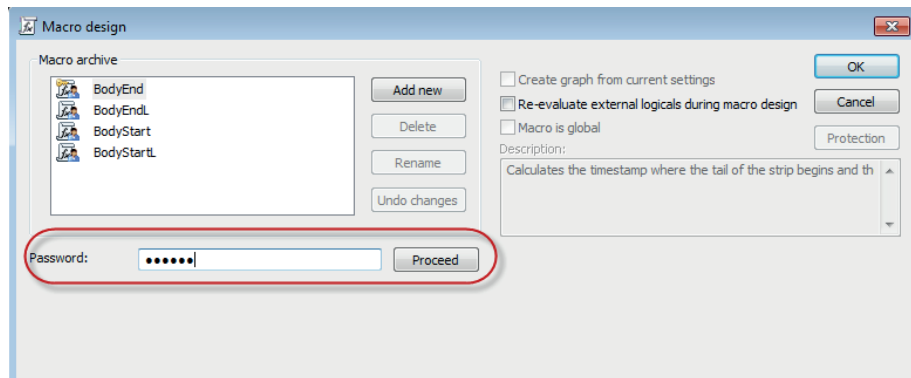 Macro design
Macro archive
BodyEnd
BodyEndL
BodyStart
BodyStartL
Add new
Delete
Rename
Undo changes
Create graph from current settings
Re-evaluate external logicals during macro design
Macro is global
Description:
Calculates the timestamp where the tail of the strip begins and th
OK
Cancel
Protection
Password:
••••••
Proceed